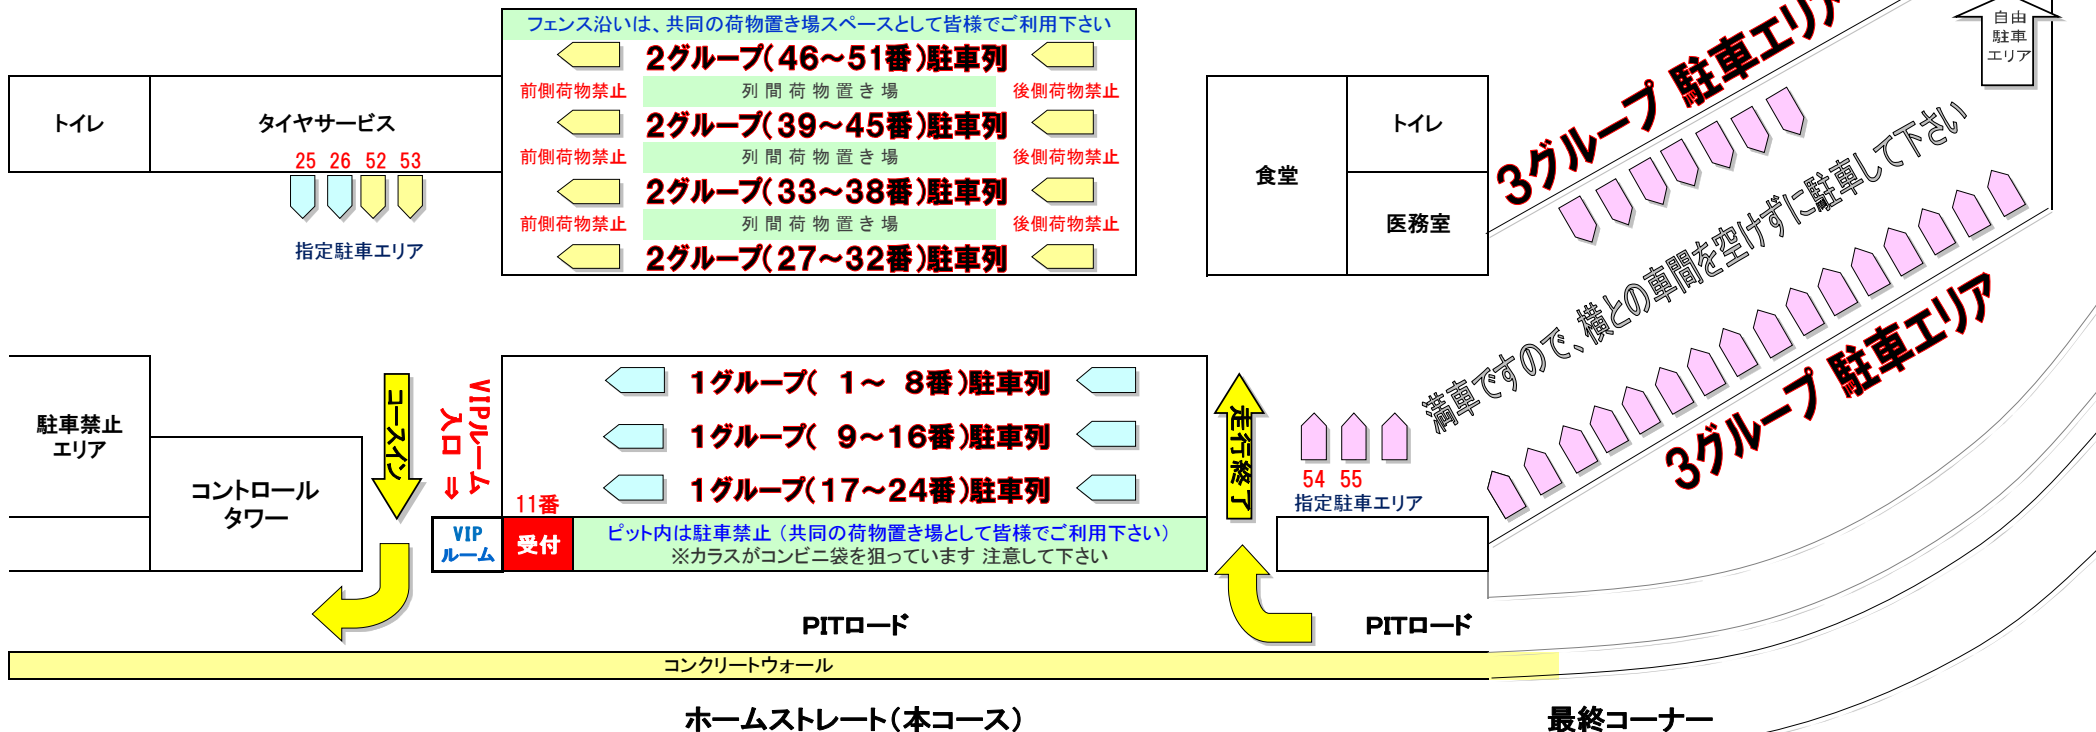 フェンス沿いは、共同の荷物置き場スペースとして皆様でご利用下さい
2グループ(46～51番)駐車列
前側荷物禁止 列間荷物置き場 後側荷物禁止
2グループ(39～45番)駐車列
前側荷物禁止 列間荷物置き場 後側荷物禁止
2グループ(33～38番)駐車列
前側荷物禁止 列間荷物置き場 後側荷物禁止
2グループ(27～32番)駐車列
トイレ
タイヤサービス
25 26 52 53
指定駐車エリア
食堂
トイレ
医務室
3グループ 駐車エリア
自由
駐車
エリア
満車ですので、横との車間を空けずに駐車して下さい
3グループ 駐車エリア
駐車禁止
エリア
コントロール
タワー
コースイン
VIPルーム
入口 ⇒
1グループ( 1～ 8番)駐車列
1グループ( 9～16番)駐車列
1グループ(17～24番)駐車列
走行終了
54 55
指定駐車エリア
11番
VIP
ルーム
受付
ピット内は駐車禁止（共同の荷物置き場として皆様でご利用下さい）
※カラスがコンビニ袋を狙っています 注意して下さい
PITロード
PITロード
コンクリートウォール
ホームストレート(本コース)
最終コーナー